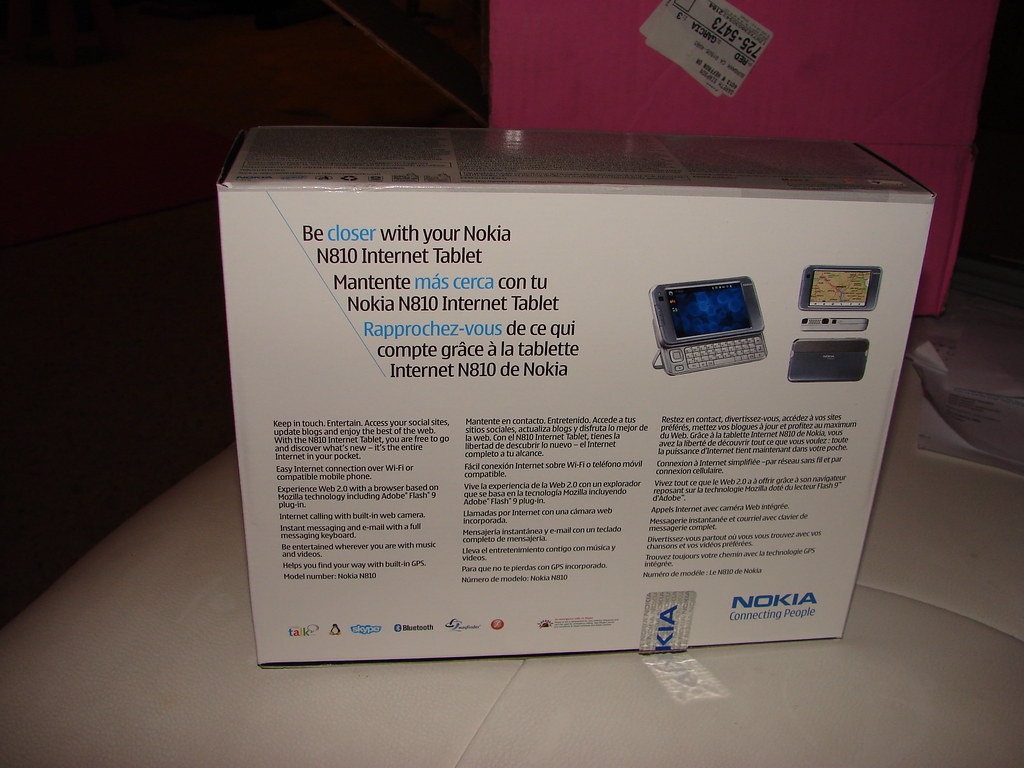 725-5473
GARCIA 3
RED
Be closer with your Nokia
N810 Internet Tablet
Mantente más cerca con tu
Nokia N810 Internet Tablet
Rapprochez-vous de ce qui
compte grâce à la tablette
Internet N810 de Nokia
Keep in touch. Entertain. Access your social sites,
update blogs and enjoy the best of the web.
With the N810 Internet Tablet, you are free to go
and discover what's new – it's the entire
Internet in your pocket.
Easy Internet connection over Wi-Fi or
compatible mobile phone.
Experience Web 2.0 with a browser based on
Mozilla technology including Adobe® Flash® 9
plug-in.
Internet calling with built-in web camera.
Instant messaging and e-mail with a full
messaging keyboard.
Be entertained wherever you are with music
and videos.
Helps you find your way with built-in GPS.
Model number: Nokia N810
Mantente en contacto. Entretenido. Accede a tus
sitios sociales, actualiza blogs y disfruta lo mejor de
la web. Con el N810 Internet Tablet, tienes la
libertad de descubrir lo nuevo – el Internet
completo a tu alcance.
Fácil conexión Internet sobre Wi-Fi o teléfono móvil
compatible.
Vive la experiencia de la Web 2.0 con un explorador
que se basa en la tecnología Mozilla incluyendo
Adobe® Flash® 9 plug-in.
Llamadas por Internet con una cámara web
incorporada.
Mensajería instantánea y e-mail con un teclado
completo de mensajería.
Lleva el entretenimiento contigo con música y
videos.
Para que no te pierdas con GPS incorporado.
Número de modelo: Nokia N810
Restez en contact, divertissez-vous, accédez à vos sites
préférés, mettez vos blogues à jour et profitez au maximum
du Web. Grâce à la tablette Internet N810 de Nokia, vous
avez la liberté de découvrir tout ce que vous voulez : toute
la puissance d'Internet tient maintenant dans votre poche.
Connexion à Internet simplifiée –par réseau sans fil et par
connexion cellulaire.
Vivez tout ce que le Web 2.0 a à offrir grâce à son navigateur
reposant sur la technologie Mozilla doté du lecteur Flash 9®
d'Adobe®.
Appels Internet avec caméra Web intégrée.
Messagerie instantanée et courriel avec clavier de
messagerie complet.
Divertissez-vous partout où vous vous trouvez avec vos
chansons et vos vidéos préférées.
Trouvez toujours votre chemin avec la technologie GPS
intégrée.
Numéro de modèle : Le N810 de Nokia
talk skype Bluetooth
KIA
NOKIA
Connecting People